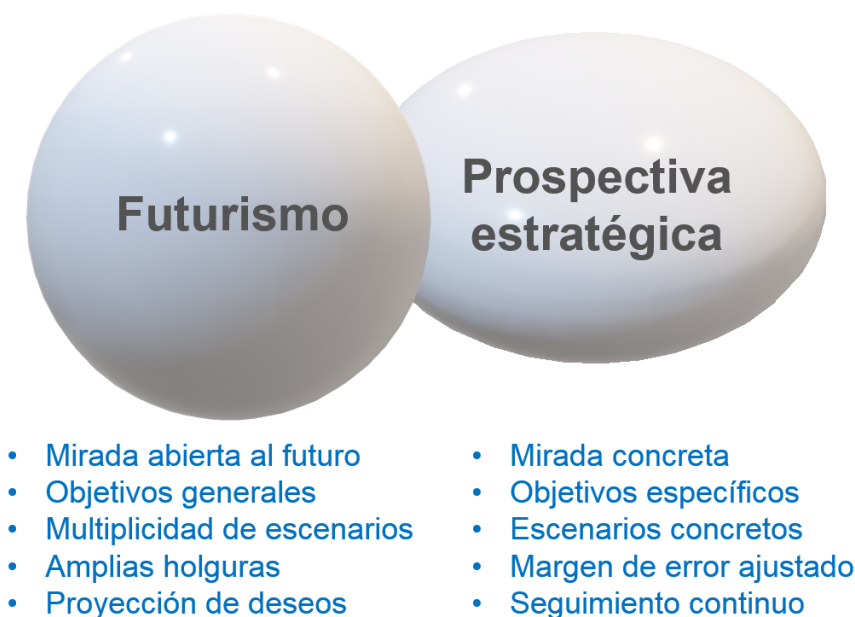 Futurismo
Prospectiva
estratégica
• Mirada abierta al futuro
• Objetivos generales
• Multiplicidad de escenarios
• Amplias holguras
• Proyección de deseos
• Mirada concreta
• Objetivos específicos
• Escenarios concretos
• Margen de error ajustado
• Seguimiento continuo